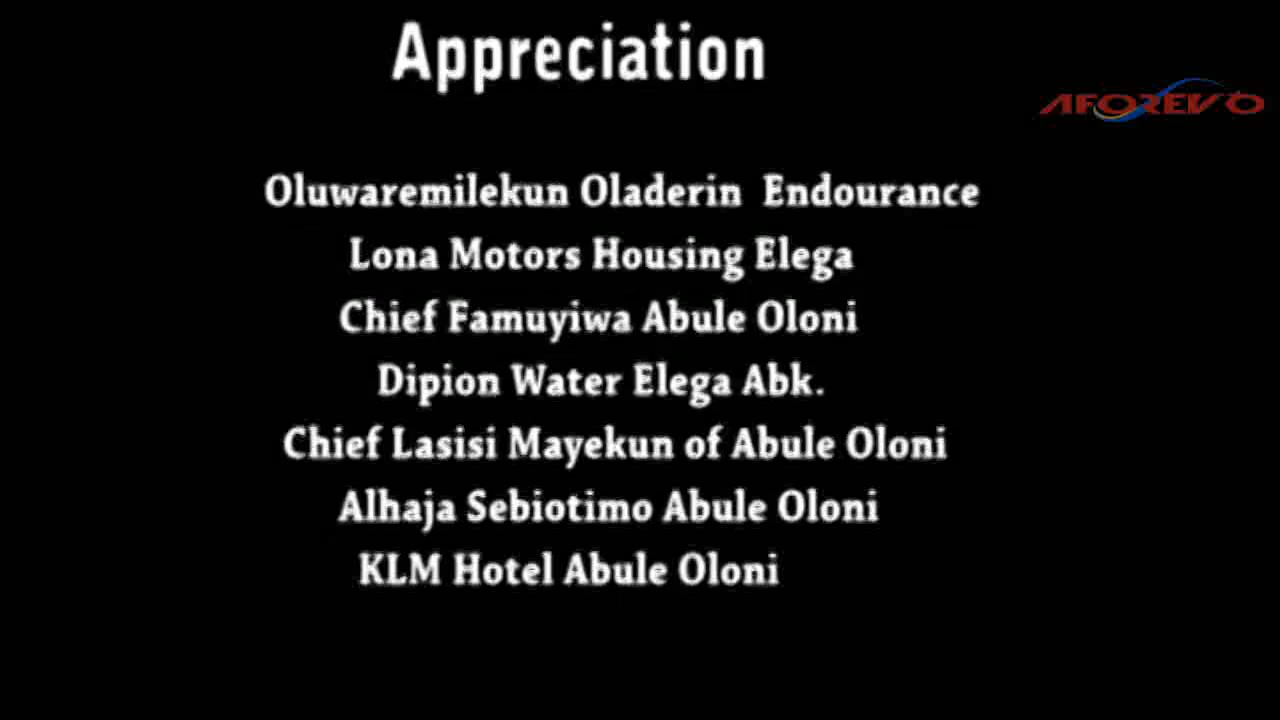 Appreciation
AFOREVO
Oluwaremilekun Oladerin Endourance
Lona Motors Housing Elega
Chief Famuyiwa Abule Oloni
Dipion Water Elega Abk.
Chief Lasisi Mayekun of Abule Oloni
Alhaja Sebiotimo Abule Oloni
KLM Hotel Abule Oloni